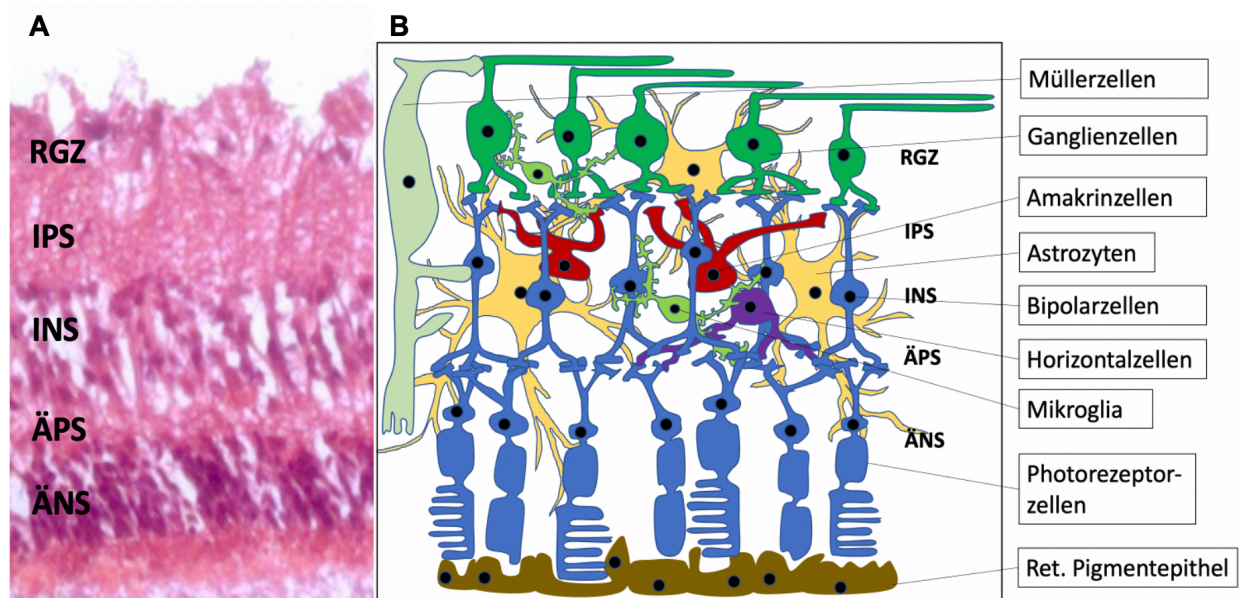 A
B
RGZ
IPS
INS
ÄPS
ÄNS
RGZ
IPS
INS
ÄPS
ÄNS
Müllerzellen
Ganglienzellen
Amakrinzellen
Astrozyten
Bipolarzellen
Horizontalzellen
Mikroglia
Photorezeptor-
zellen
Ret. Pigmentepithel